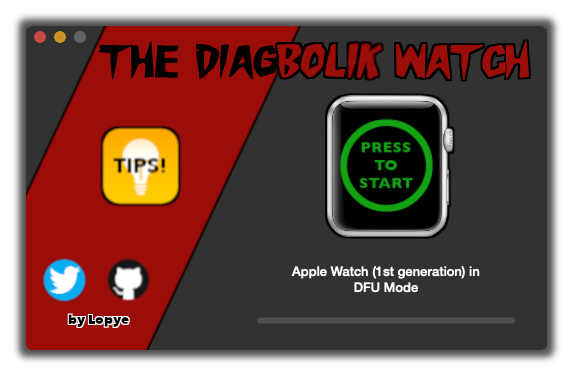 THE DIAGBOLIK WATCH
TIPS!
PRESS
TO
START
Apple Watch (1st generation) in
DFU Mode
by Lopye